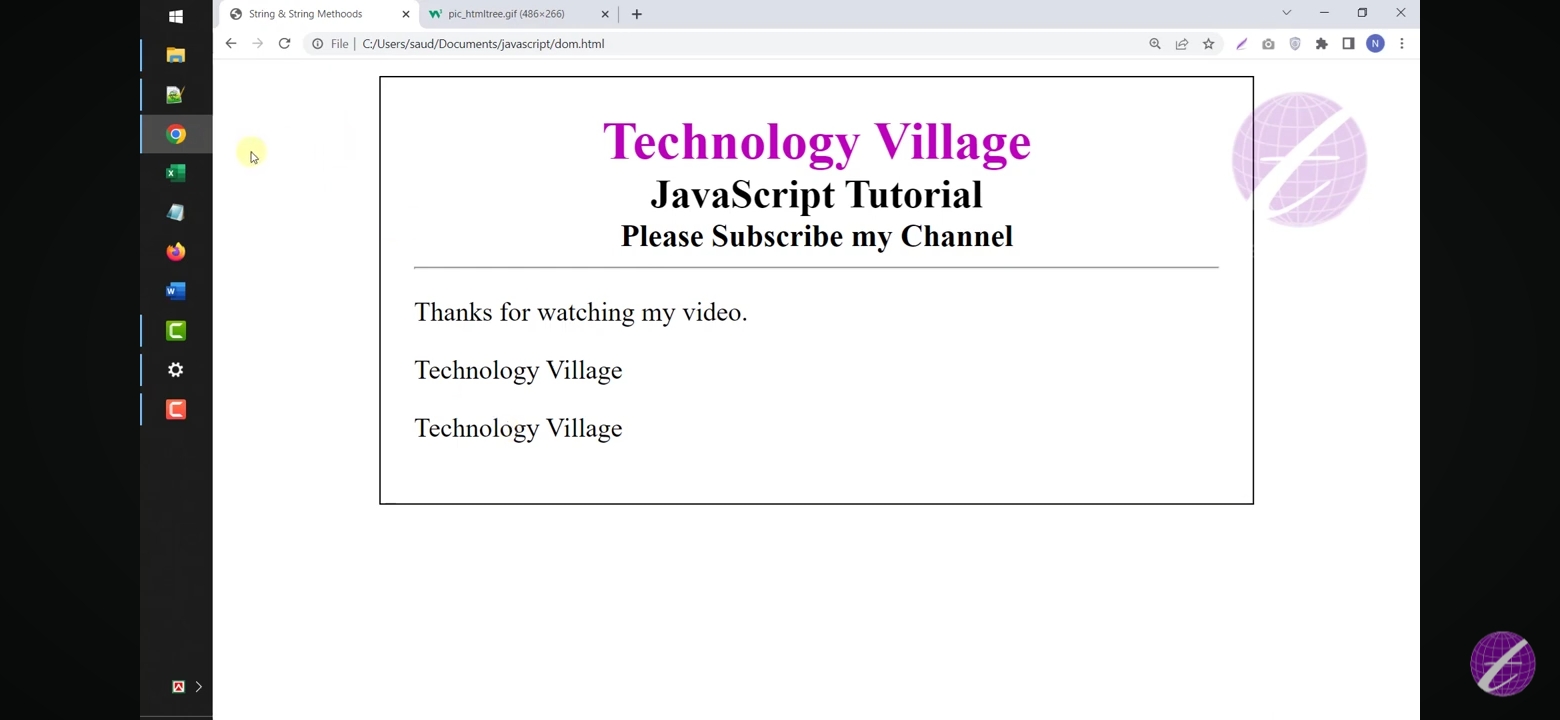 String & String Methoods
pic_htmltree.gif (486×266)
File | C:/Users/saud/Documents/javascript/dom.html
N
Technology Village
JavaScript Tutorial
Please Subscribe my Channel
Thanks for watching my video.
Technology Village
Technology Village